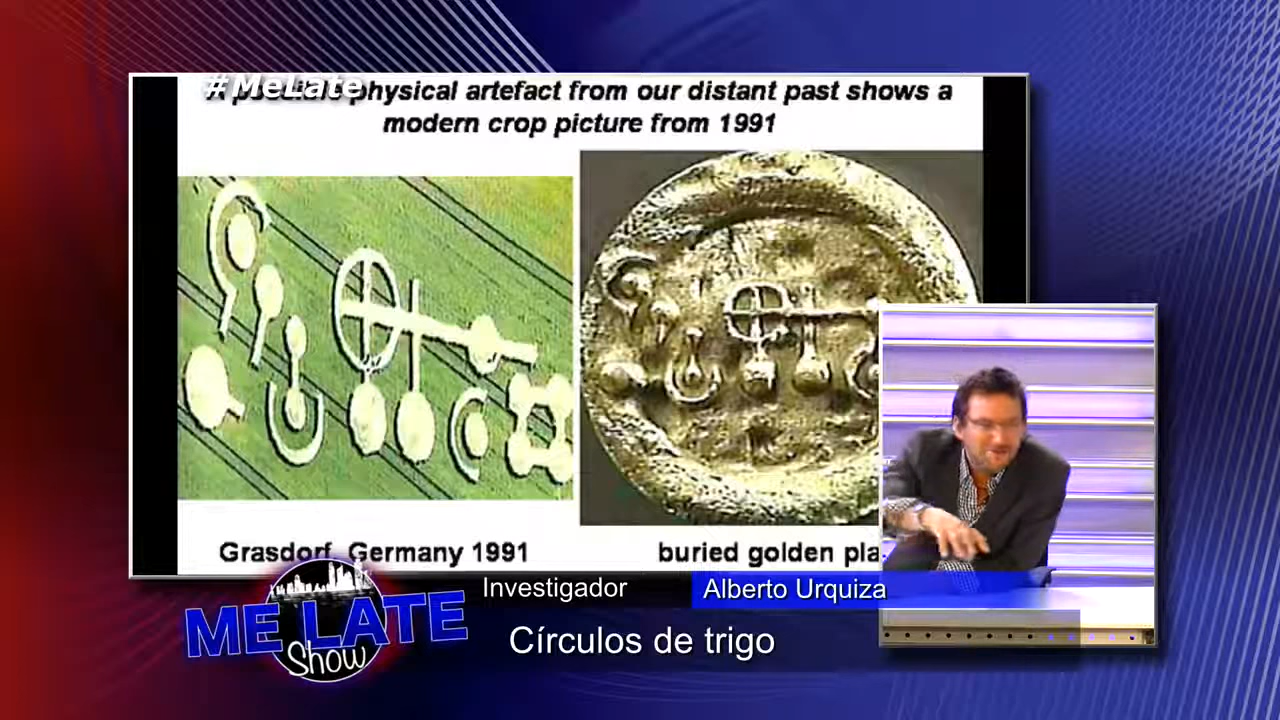 #MeLate
physical artefact from our distant past shows a
modern crop picture from 1991
Grasdorf, Germany 1991
buried golden pla
Investigador
Alberto Urquiza
ME LATE
Show
Círculos de trigo